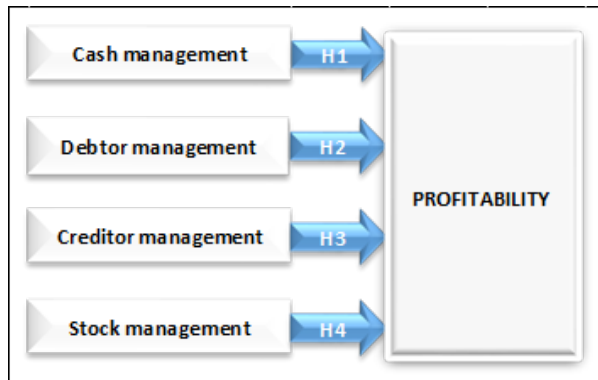 Cash management
H1
Debtor management
H2
Creditor management
H3
Stock management
H4
PROFITABILITY